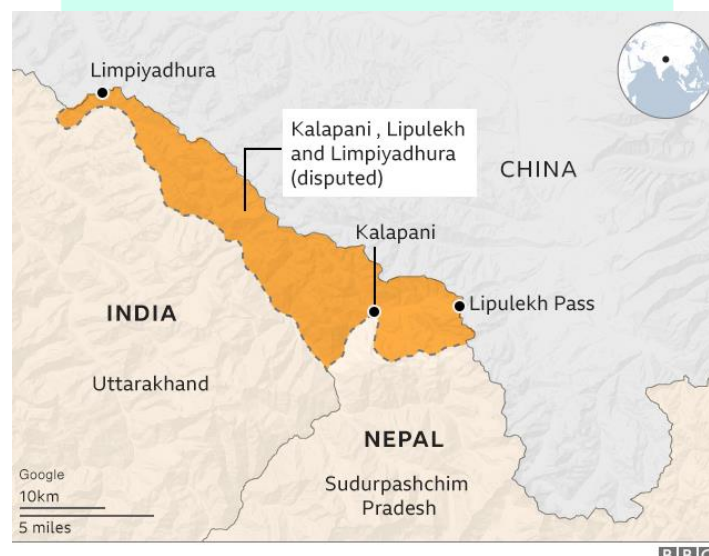 Limpiyadhura
Kalapani , Lipulekh
and Limpiyadhura
(disputed)
CHINA
Kalapani
Lipulekh Pass
INDIA
Uttarakhand
NEPAL
Sudurpashchim
Pradesh
Google
10km
5 miles
BBC